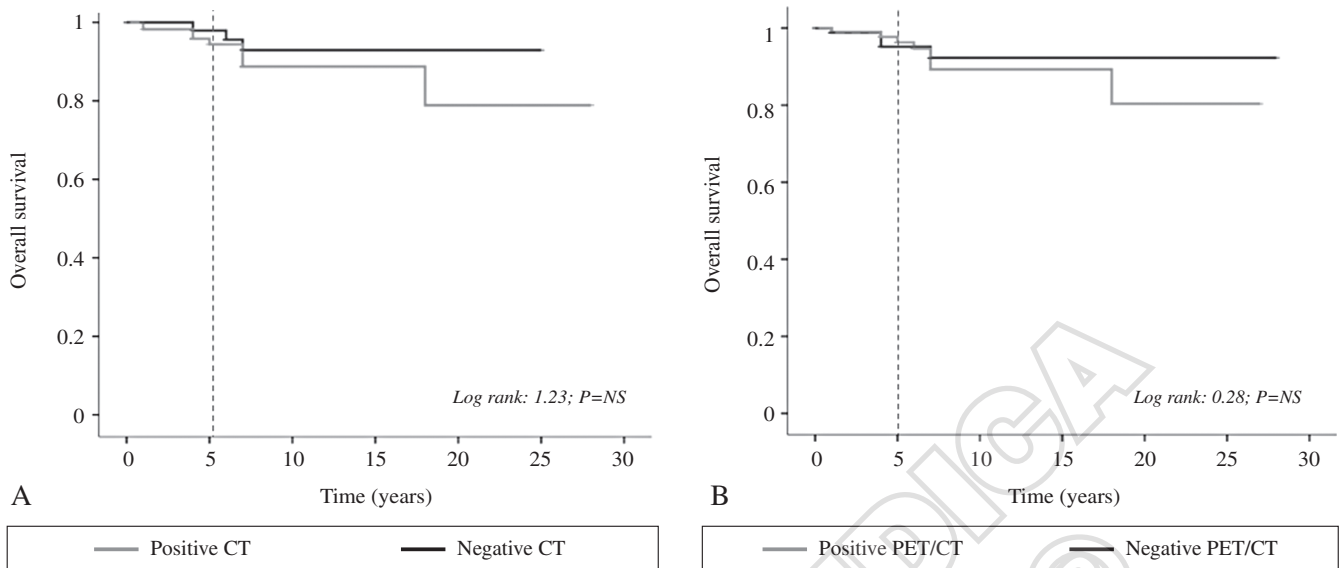 1
0.8
0.6
0.4
0.2
0
Overall survival
Log rank: 1.23; P=NS
0 5 10 15 20 25 30
Time (years)
A
Positive CT Negative CT
1
0.8
0.6
0.4
0.2
0
Overall survival
Log rank: 0.28; P=NS
0 5 10 15 20 25 30
Time (years)
B
Positive PET/CT Negative PET/CT